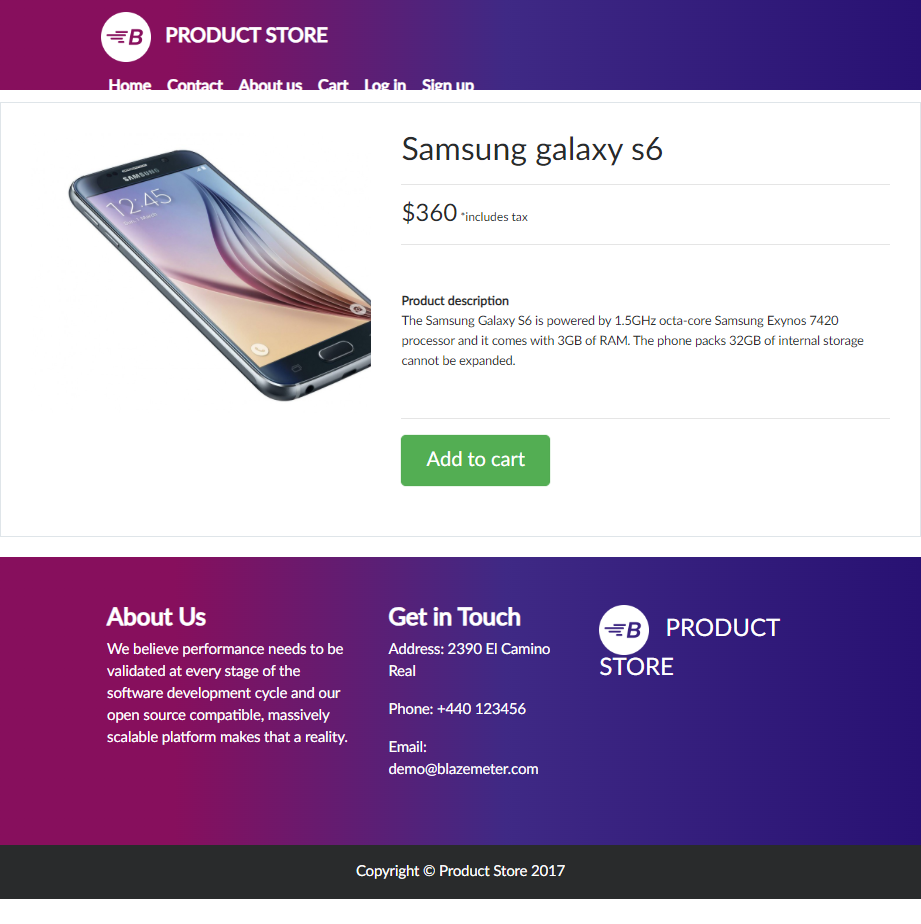 B PRODUCT STORE
Home Contact About us Cart Log in Sign up
SAMSUNG
12:45
Samsung galaxy s6
$360 *includes tax
Product description
The Samsung Galaxy S6 is powered by 1.5GHz octa-core Samsung Exynos 7420
processor and it comes with 3GB of RAM. The phone packs 32GB of internal storage
cannot be expanded.
Add to cart
About Us
We believe performance needs to be
validated at every stage of the
software development cycle and our
open source compatible, massively
scalable platform makes that a reality.
Get in Touch
Address: 2390 El Camino
Real
Phone: +440 123456
Email:
demo@blazemeter.com
B PRODUCT
STORE
Copyright © Product Store 2017